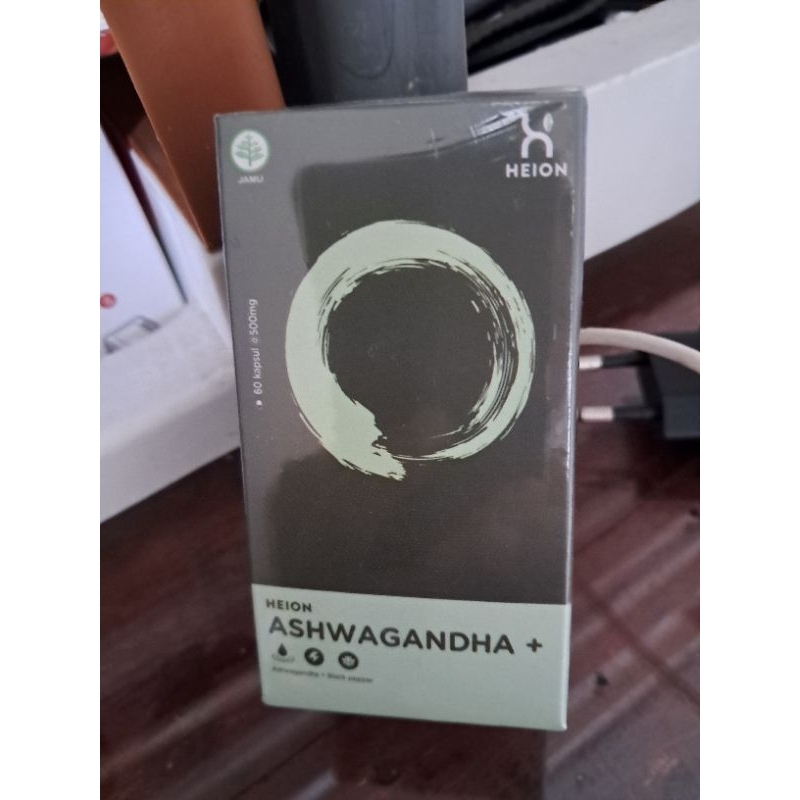 JAMU
HEION
60 kapsul @ 500mg
HEION
ASHWAGANDHA +
Ashwagandha + Black pepper